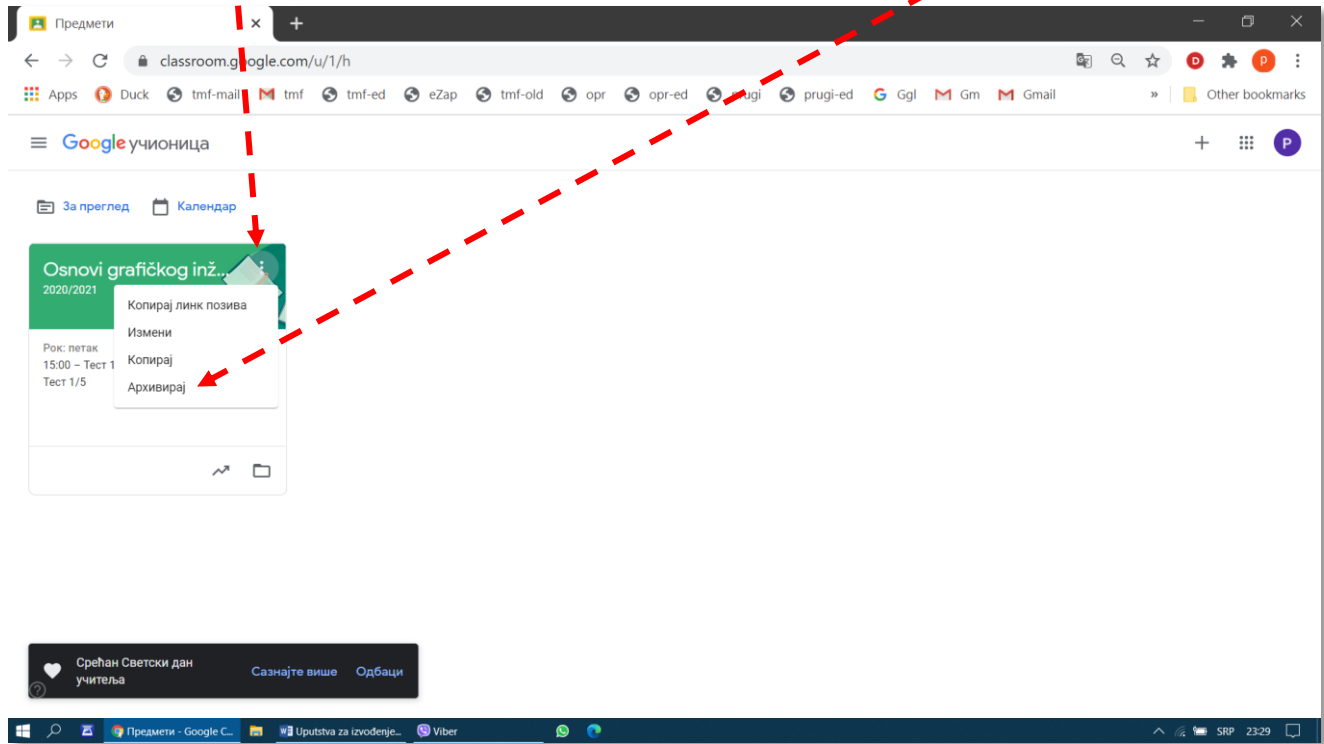 Предмети
classroom.google.com/u/1/h
Apps Duck tmf-mail tmf tmf-ed eZap tmf-old opr opr-ed prugi prugi-ed Ggl Gm Gmail » Other bookmarks
Google учионица
P
За преглед Календар
Osnovi grafičkog inž...
2020/2021
Копирај линк позива
Измени
Копирај
Архивирај
Рок: петак
15:00 – Тест 1
Тест 1/5
Срећан Светски дан
учитеља
Сазнајте више Одбаци
Предмети - Google C... Uputstva za izvođenje... Viber SRP 23:29